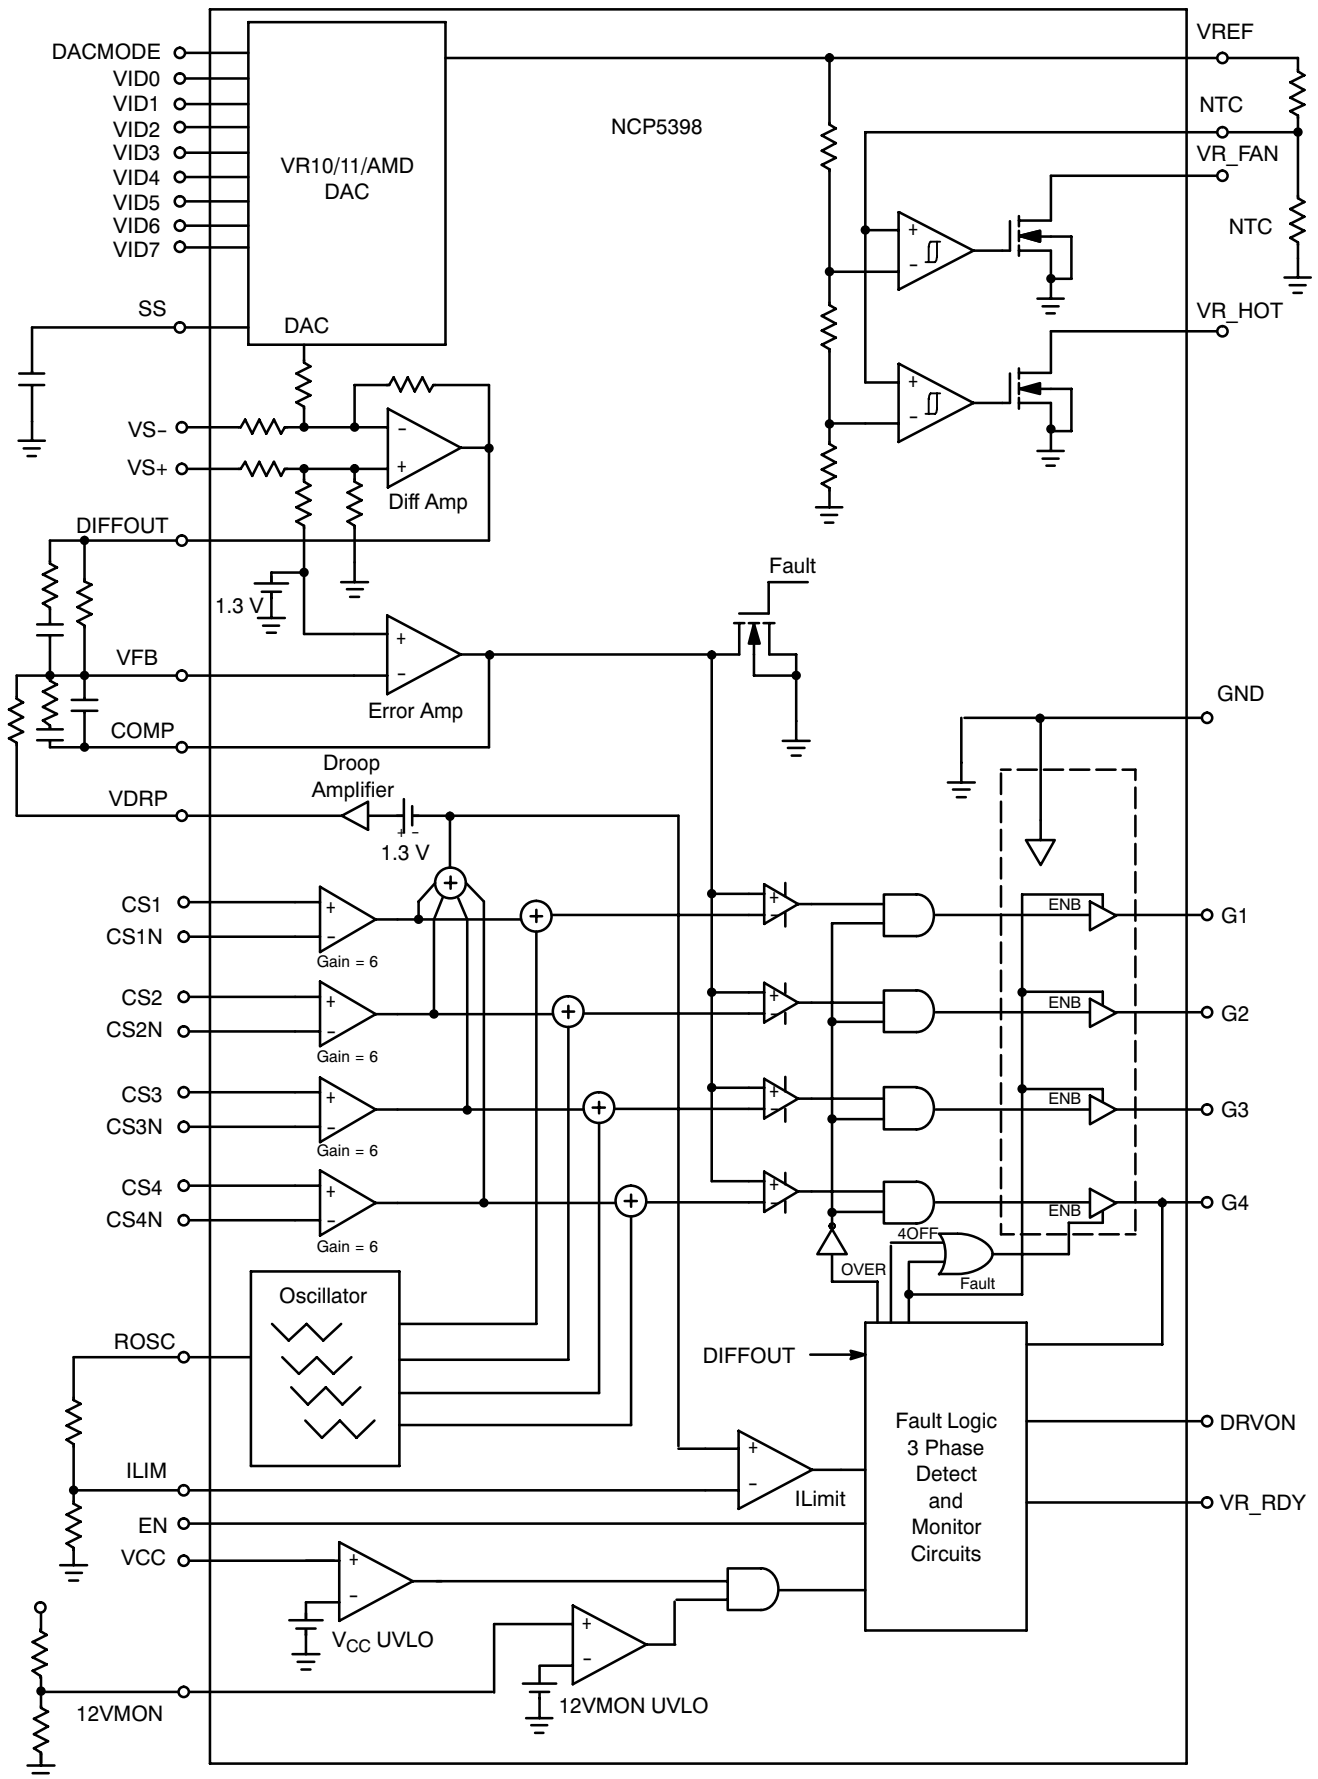 DACMODE
VID0
VID1
VID2
VID3
VID4
VID5
VID6
VID7
SS
VR10/11/AMD
DAC
DAC
NCP5398
VREF
NTC
VR_FAN
NTC
VR_HOT
+
−
+
−
VS−
VS+
−
+
Diff Amp
DIFFOUT
1.3 V
Fault
VFB
+
−
Error Amp
COMP
GND
Droop
Amplifier
VDRP
+ −
1.3 V
+
CS1
CS1N
+
−
Gain = 6
+
+
−
ENB
G1
CS2
CS2N
+
−
Gain = 6
+
+
−
ENB
G2
CS3
CS3N
+
−
Gain = 6
+
+
−
ENB
G3
CS4
CS4N
+
−
Gain = 6
+
+
−
ENB
G4
4OFF
OVER
Fault
Oscillator
ROSC
DIFFOUT
Fault Logic
3 Phase
Detect
and
Monitor
Circuits
DRVON
VR_RDY
ILIM
+
−
ILimit
EN
VCC
+
−
VCC UVLO
+
−
12VMON UVLO
12VMON